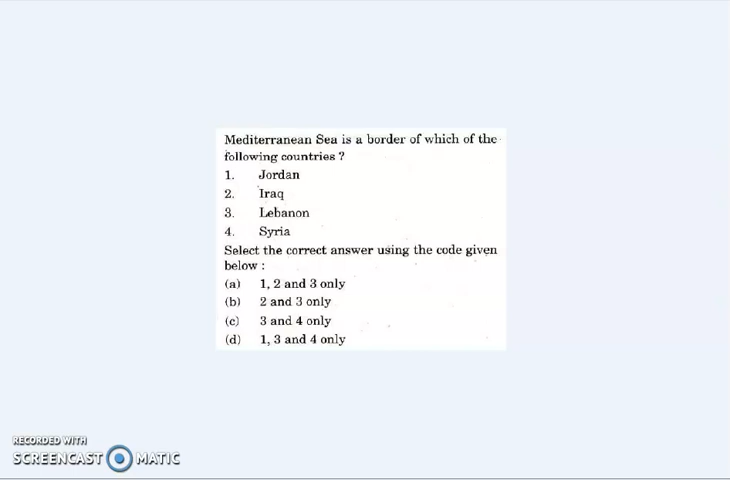 Mediterranean Sea is a border of which of the
following countries ?
1. Jordan
2. Iraq
3. Lebanon
4. Syria
Select the correct answer using the code given
below :
(a) 1, 2 and 3 only
(b) 2 and 3 only
(c) 3 and 4 only
(d) 1, 3 and 4 only
RECORDED WITH
SCREENCAST MATIC